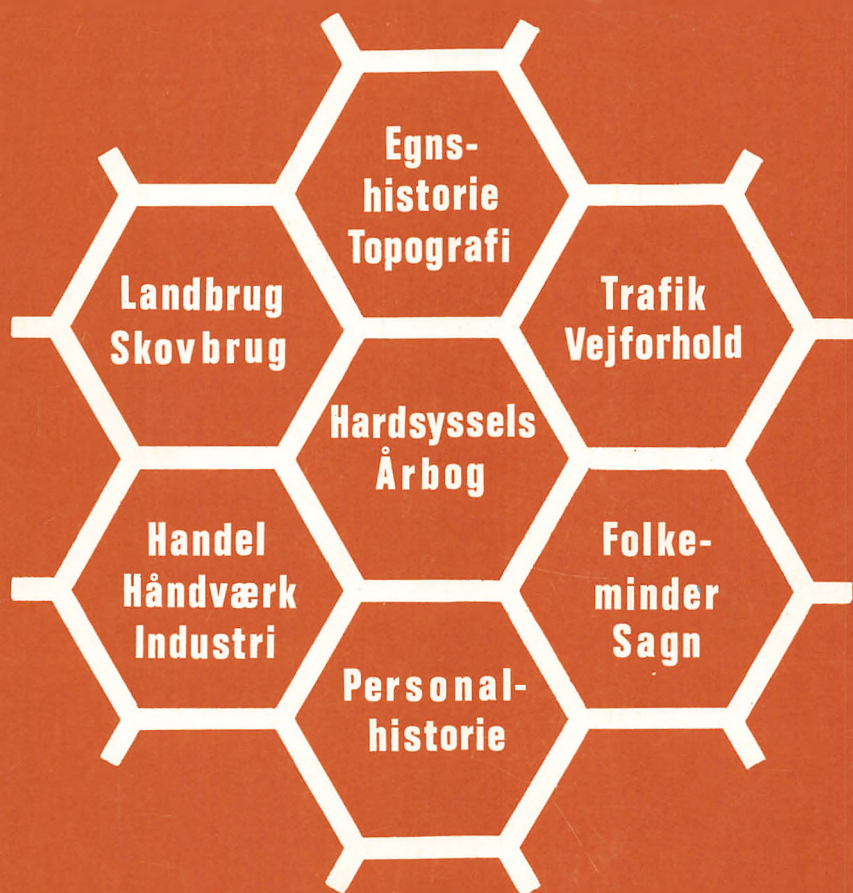 Egns-
historie
Topografi
Landbrug
Skovbrug
Trafik
Vejforhold
Hardsyssels
Årbog
Handel
Håndværk
Industri
Folke-
minder
Sagn
Personal-
historie